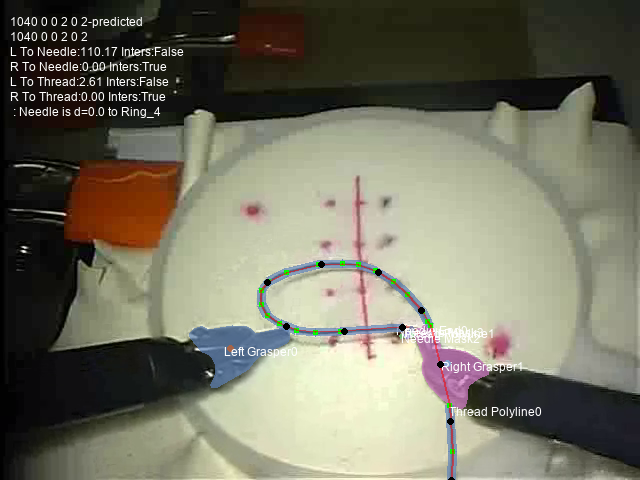 1040 0 0 2 0 2-predicted
1040 0 0 2 0 2
L To Needle:110.17 Inters:False
R To Needle:0.00 Inters:True
L To Thread:2.61 Inters:False
R To Thread:0.00 Inters:True
: Needle is d=0.0 to Ring_4
Needle Mask2
Left Grasper0
Right Grasper1
Thread Polyline0